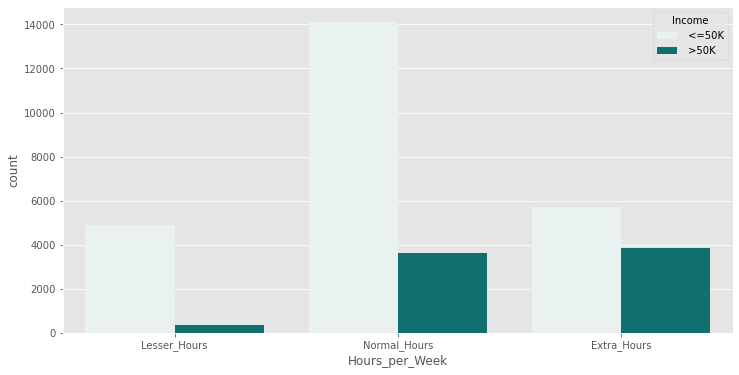 Income
<=50K
>50K
14000
12000
10000
8000
6000
4000
2000
0
count
Lesser_Hours
Normal_Hours
Extra_Hours
Hours_per_Week